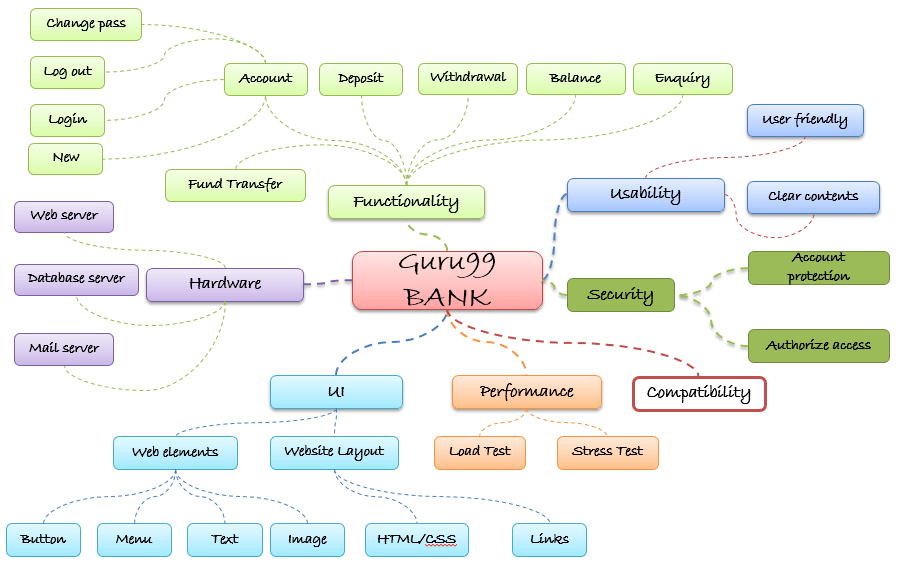 Change pass
Log out
Account
Deposit
Withdrawal
Balance
Enquiry
Login
New
User friendly
Fund Transfer
Functionality
Usability
Clear contents
Web server
Database server
Hardware
Mail server
Guru99
BANK
Security
Account
protection
Authorize access
UI
Performance
Compatibility
Web elements
Website Layout
Load Test
Stress Test
Button
Menu
Text
Image
HTML/CSS
Links